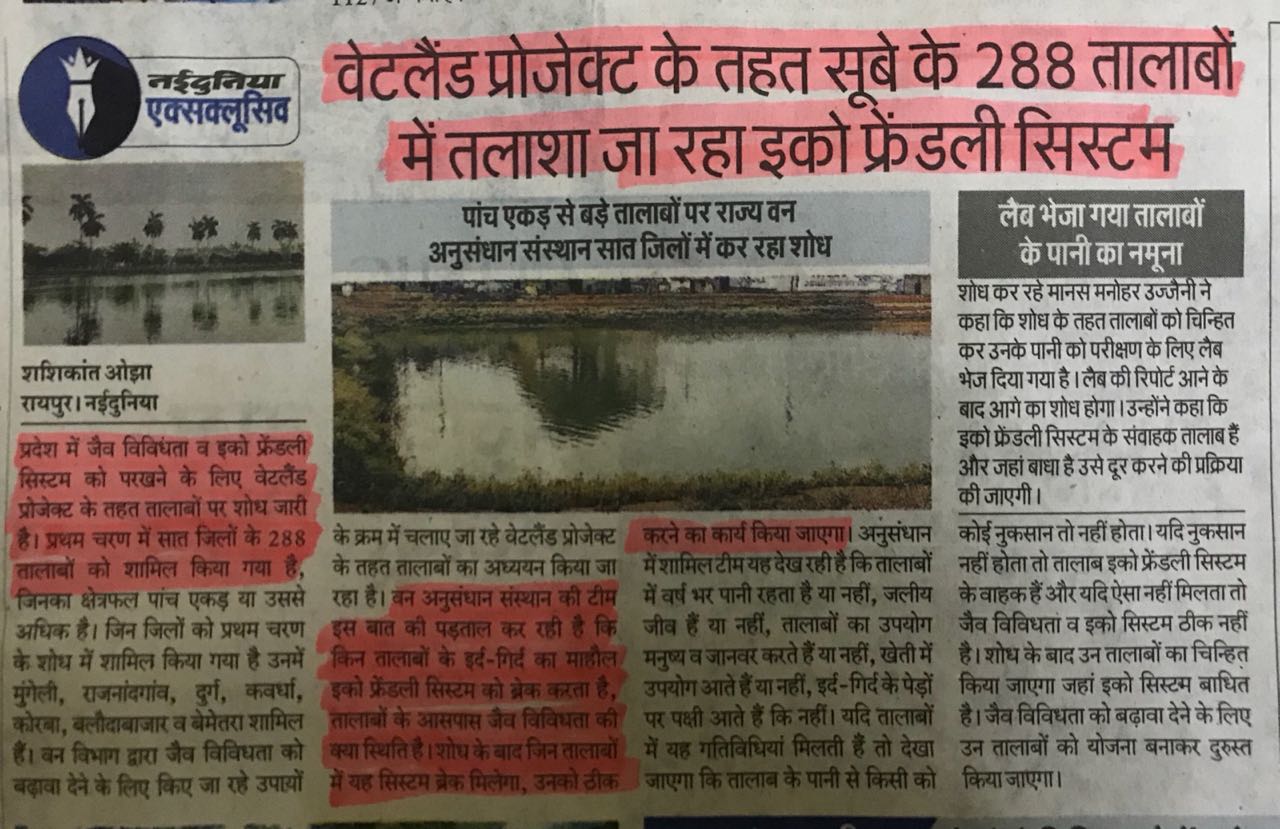 नईदुनिया
एक्सक्लूसिव
वेटलैंड प्रोजेक्ट के तहत सूबे के 288 तालाबों
में तलाशा जा रहा इको फ्रेंडली सिस्टम
पांच एकड़ से बड़े तालाबों पर राज्य वन
अनुसंधान संस्थान सात जिलों में कर रहा शोध
शशिकांत ओझा
रायपुर। नईदुनिया
प्रदेश में जैव विविधता व इको फ्रेंडली
सिस्टम को परखने के लिए वेटलैंड
प्रोजेक्ट के तहत तालाबों पर शोध जारी
है। प्रथम चरण में सात जिलों के 288
तालाबों को शामिल किया गया है,
जिनका क्षेत्रफल पांच एकड़ या उससे
अधिक है। जिन जिलों को प्रथम चरण
के शोध में शामिल किया गया है उनमें
मुंगेली, राजनांदगांव, दुर्ग, कवर्धा,
कोरबा, बलौदाबाजार व बेमेतरा शामिल
हैं। वन विभाग द्वारा जैव विविधता को
बढ़ावा देने के लिए किए जा रहे उपायों
के क्रम में चलाए जा रहे वेटलैंड प्रोजेक्ट
के तहत तालाबों का अध्ययन किया जा
रहा है। वन अनुसंधान संस्थान की टीम
इस बात की पड़ताल कर रही है कि
किन तालाबों के इर्द-गिर्द का माहौल
इको फ्रेंडली सिस्टम को ब्रेक करता है,
तालाबों के आसपास जैव विविधता की
क्या स्थिति है। शोध के बाद जिन तालाबों
में यह सिस्टम ब्रेक मिलेगा, उनको ठीक
करने का कार्य किया जाएगा। अनुसंधान
में शामिल टीम यह देख रही है कि तालाबों
में वर्ष भर पानी रहता है या नहीं, जलीय
जीव हैं या नहीं, तालाबों का उपयोग
मनुष्य व जानवर करते हैं या नहीं, खेती में
उपयोग आते हैं या नहीं, इर्द-गिर्द के पेड़ों
पर पक्षी आते हैं कि नहीं। यदि तालाबों
में यह गतिविधियां मिलती हैं तो देखा
जाएगा कि तालाब के पानी से किसी को
कोई नुकसान तो नहीं होता। यदि नुकसान
नहीं होता तो तालाब इको फ्रेंडली सिस्टम
के वाहक हैं और यदि ऐसा नहीं मिलता तो
जैव विविधता व इको सिस्टम ठीक नहीं
है। शोध के बाद उन तालाबों का चिन्हित
किया जाएगा जहां इको सिस्टम बाधित
है। जैव विविधता को बढ़ावा देने के लिए
उन तालाबों को योजना बनाकर दुरुस्त
किया जाएगा।
लैब भेजा गया तालाबों
के पानी का नमूना
शोध कर रहे मानस मनोहर उज्जैनी ने
कहा कि शोध के तहत तालाबों को चिन्हित
कर उनके पानी को परीक्षण के लिए लैब
भेज दिया गया है। लैब की रिपोर्ट आने के
बाद आगे का शोध होगा। उन्होंने कहा कि
इको फ्रेंडली सिस्टम के संवाहक तालाब हैं
और जहां बाधा है उसे दूर करने की प्रक्रिया
की जाएगी।